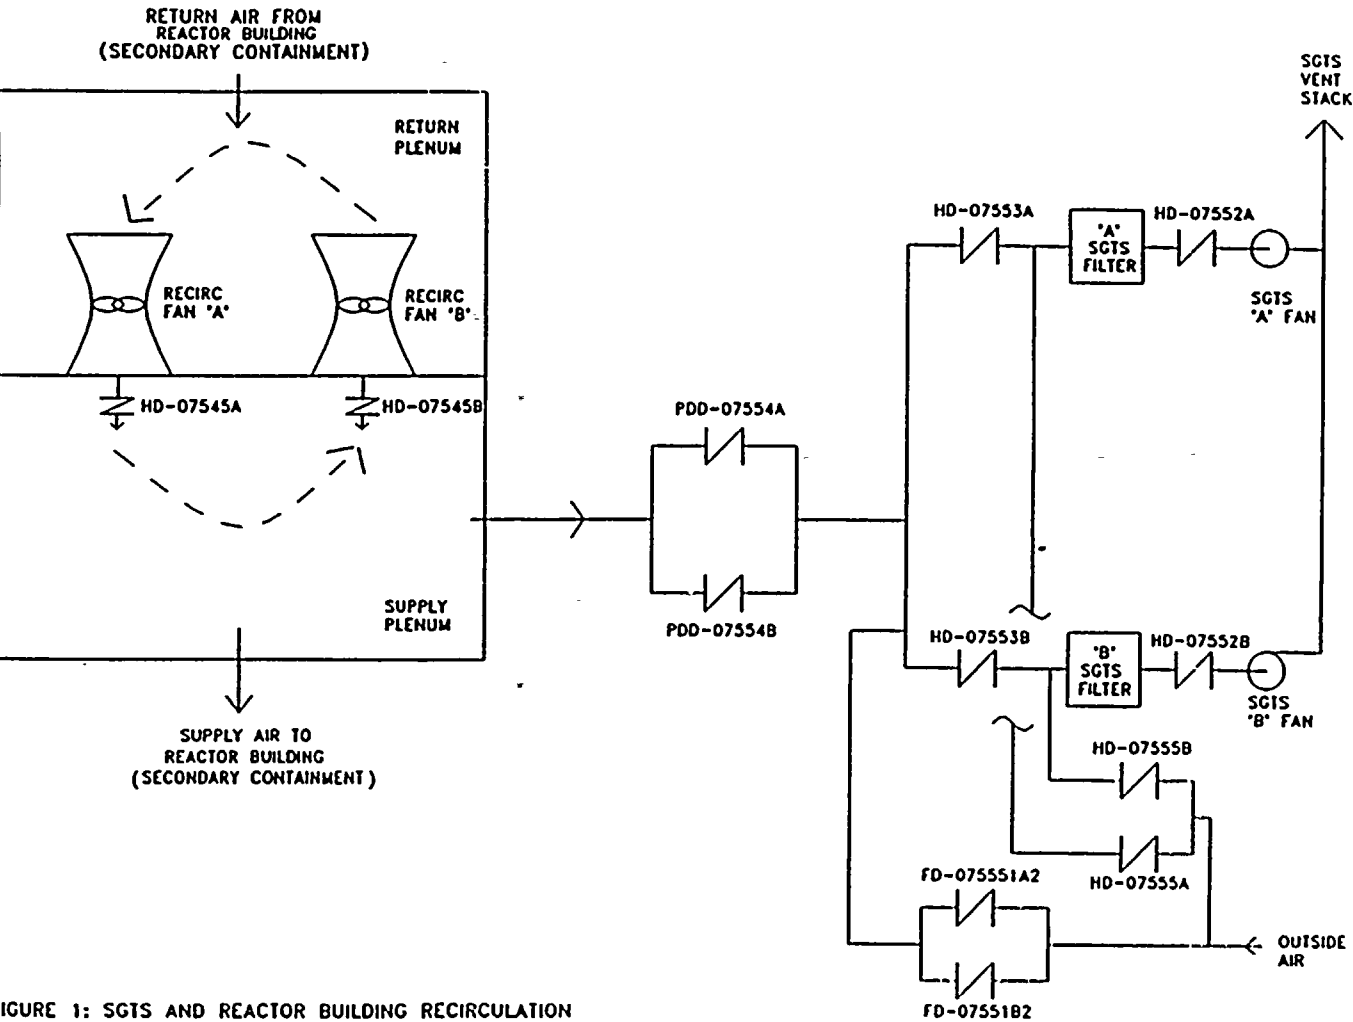 RETURN AIR FROM
REACTOR BUILDING
(SECONDARY CONTAINMENT)
RETURN
PLENUM
RECIRC
FAN "A"
RECIRC
FAN "B"
HD-07545A
HD-07545B
SUPPLY
PLENUM
SUPPLY AIR TO
REACTOR BUILDING
(SECONDARY CONTAINMENT)
PDD-07554A
PDD-07554B
SGTS
VENT
STACK
HD-07553A
"A"
SGTS
FILTER
HD-07552A
SGTS
"A" FAN
HD-07553B
"B"
SGTS
FILTER
HD-07552B
SGTS
"B" FAN
HD-07555B
HD-07555A
FD-075551A2
FD-07551B2
OUTSIDE
AIR
IGURE 1: SGTS AND REACTOR BUILDING RECIRCULATION